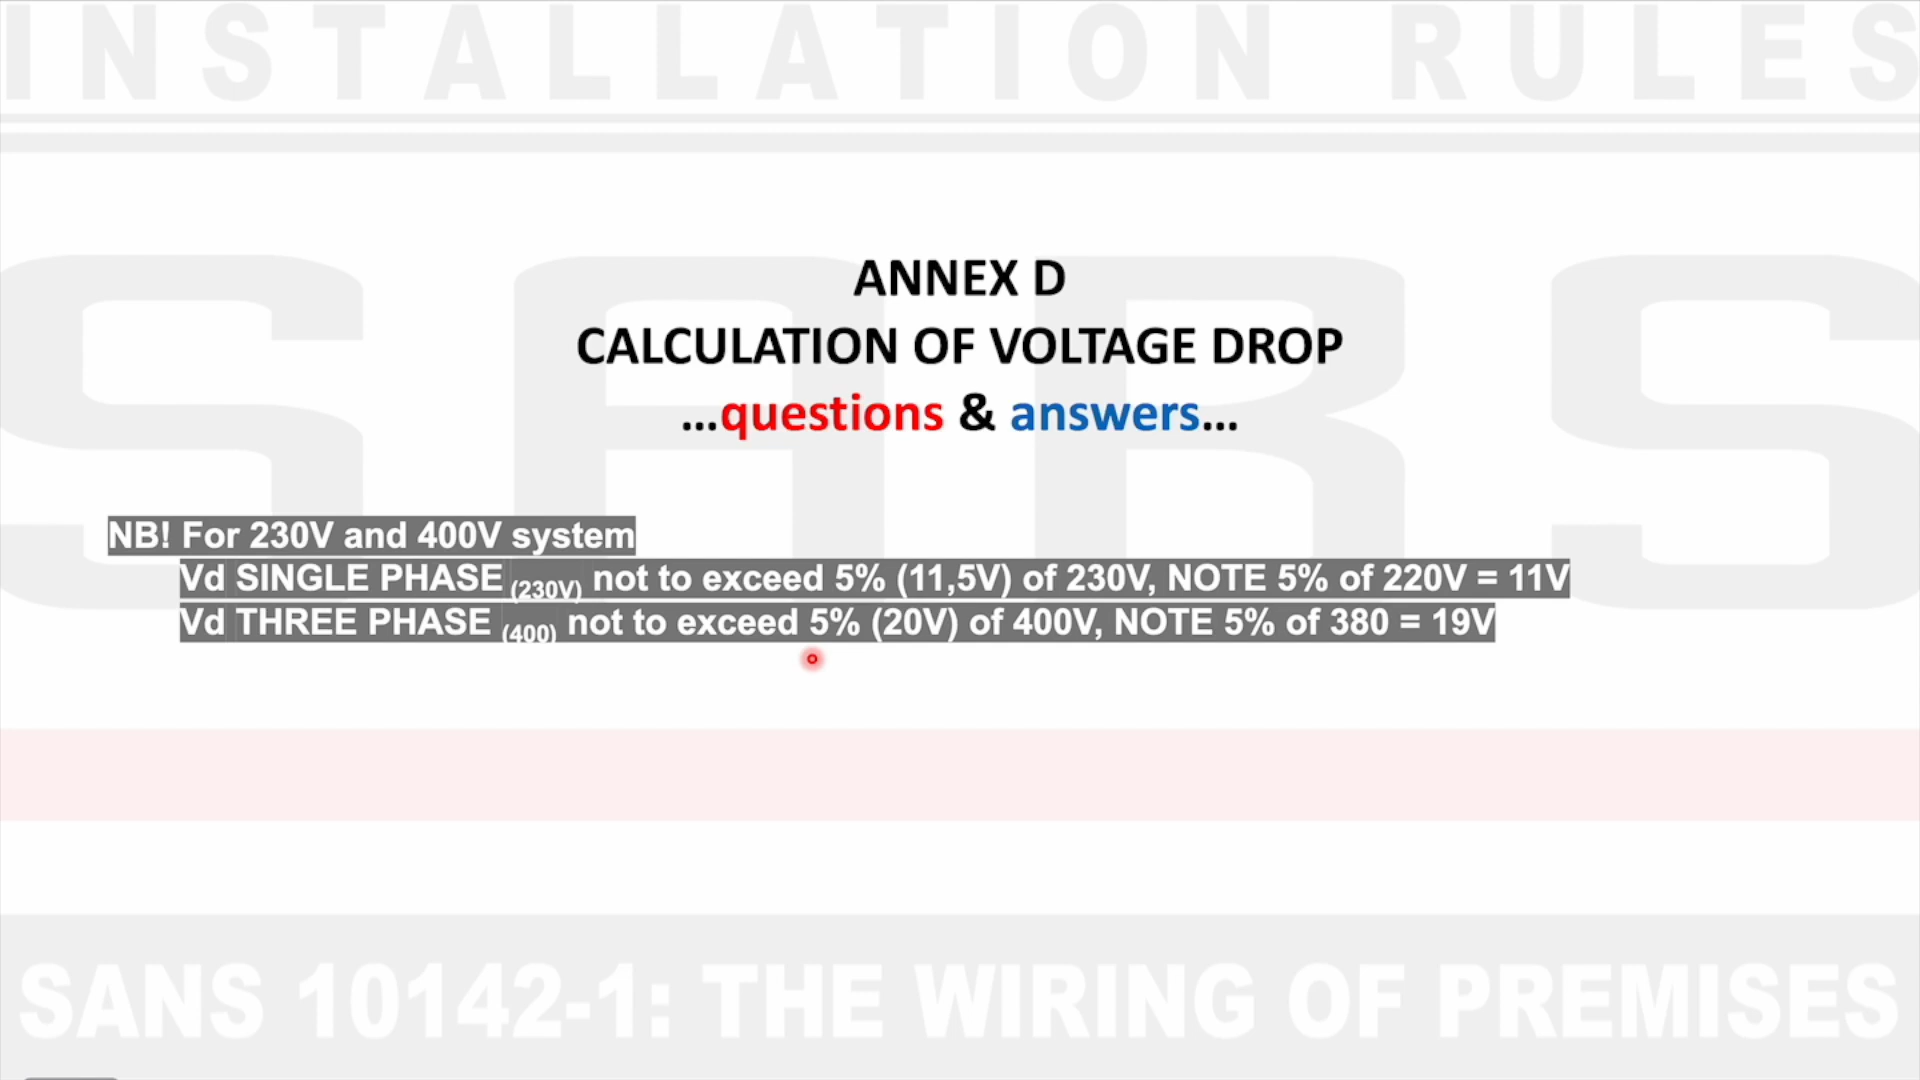 INSTALLATION RULES
SABS
ANNEX D
CALCULATION OF VOLTAGE DROP
...questions & answers...
NB! For 230V and 400V system
Vd SINGLE PHASE (230V) not to exceed 5% (11,5V) of 230V, NOTE 5% of 220V = 11V
Vd THREE PHASE (400) not to exceed 5% (20V) of 400V, NOTE 5% of 380 = 19V
SANS 10142-1: THE WIRING OF PREMISES